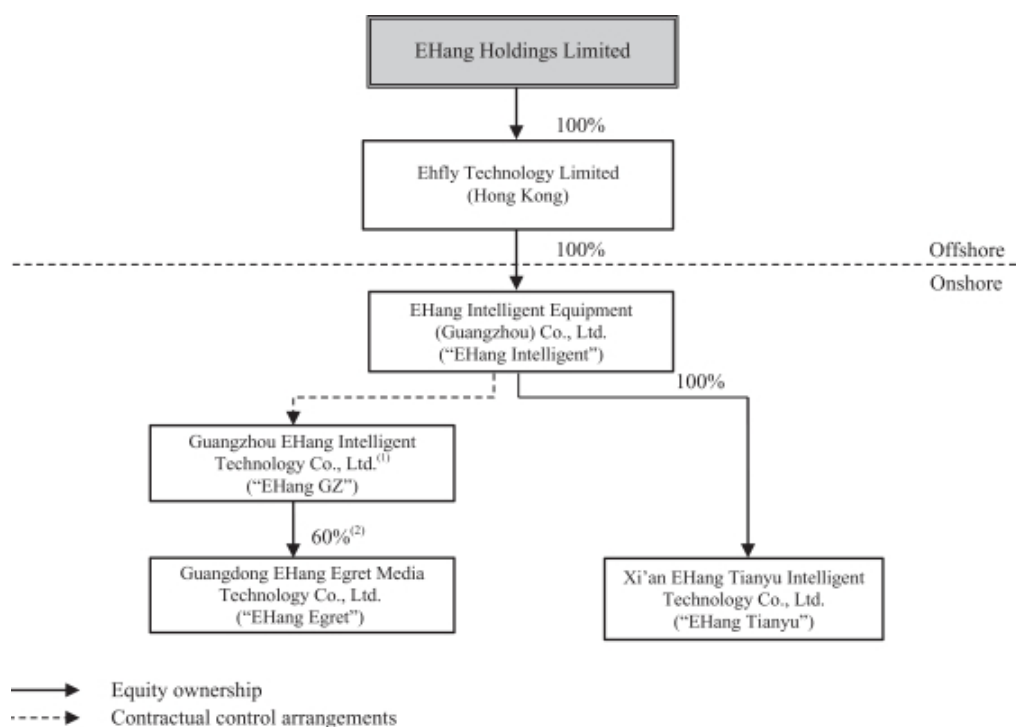 EHang Holdings Limited
100%
Ehfly Technology Limited
(Hong Kong)
100%
Offshore
Onshore
EHang Intelligent Equipment
(Guangzhou) Co., Ltd.
(“EHang Intelligent”)
100%
Guangzhou EHang Intelligent
Technology Co., Ltd.(1)
(“EHang GZ”)
60%(2)
Guangdong EHang Egret Media
Technology Co., Ltd.
(“EHang Egret”)
Xi’an EHang Tianyu Intelligent
Technology Co., Ltd.
(“EHang Tianyu”)
Equity ownership
Contractual control arrangements